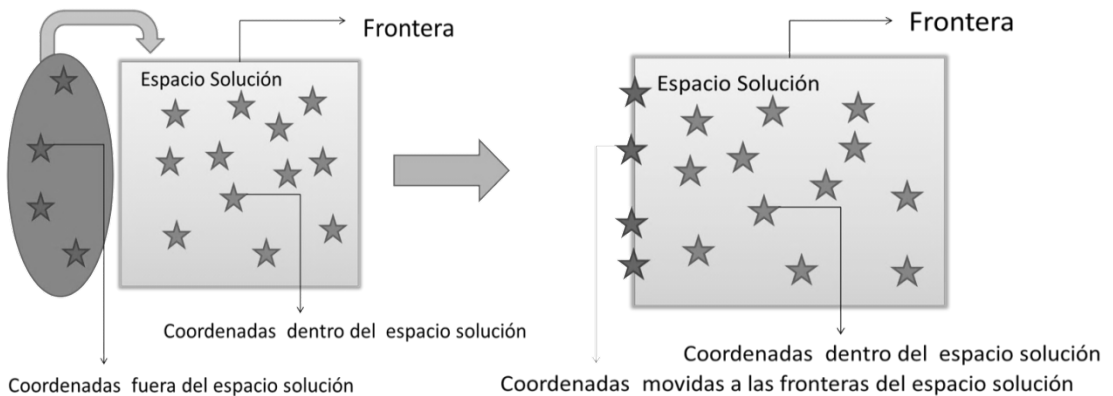 Frontera
Espacio Solución
Coordenadas dentro del espacio solución
Coordenadas fuera del espacio solución
Frontera
Espacio Solución
Coordenadas dentro del espacio solución
Coordenadas movidas a las fronteras del espacio solución